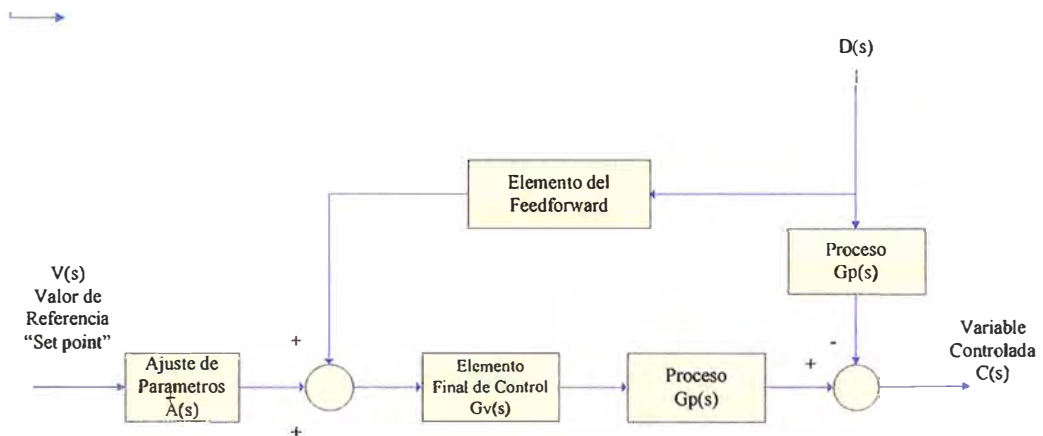 D(s)
Elemento del
Feedforward
Proceso
Gp(s)
V(s)
Valor de
Referencia
“Set point”
Variable
Controlada
C(s)
+
-
+
Ajuste de
Parametros
A(s)
Elemento
Final de Control
Gv(s)
Proceso
Gp(s)
+